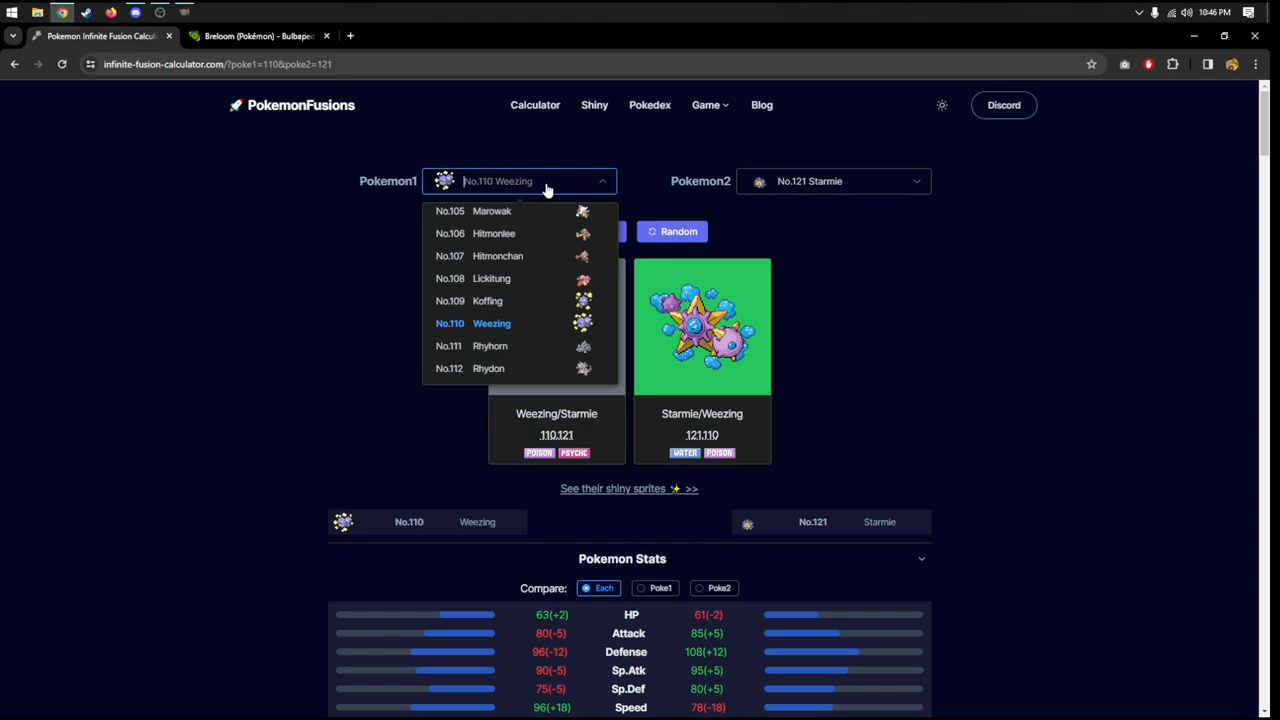 10:46 PM
Pokemon Infinite Fusion Calcula
Breloom (Pokémon) - Bulbaped
infinite-fusion-calculator.com/?poke1=110&poke2=121
PokemonFusions
Calculator Shiny Pokedex Game Blog
Discord
Pokemon1 No.110 Weezing
Pokemon2 No.121 Starmie
Random
No.105 Marowak
No.106 Hitmonlee
No.107 Hitmonchan
No.108 Lickitung
No.109 Koffing
No.110 Weezing
No.111 Rhyhorn
No.112 Rhydon
Weezing/Starmie
110.121
POISON PSYCHC
Starmie/Weezing
121.110
WATER POISON
See their shiny sprites ✨ >>
No.110 Weezing
No.121 Starmie
Pokemon Stats
Compare: Each Poke1 Poke2
63(+2) HP 61(-2)
80(-5) Attack 85(+5)
96(-12) Defense 108(+12)
90(-5) Sp.Atk 95(+5)
75(-5) Sp.Def 80(+5)
96(+18) Speed 78(-18)